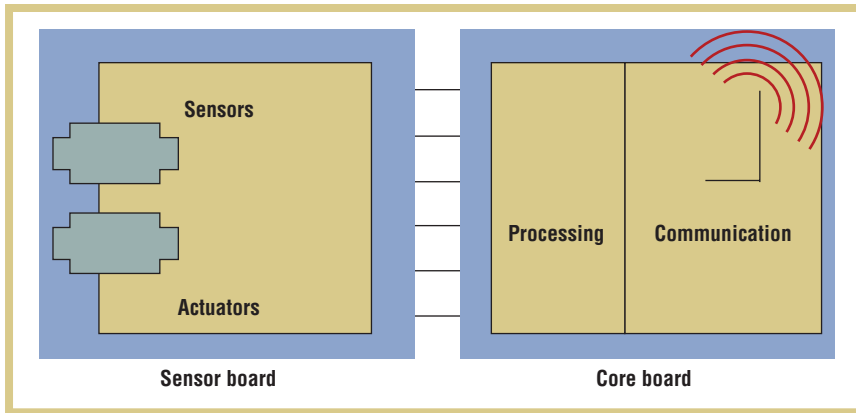 Sensors
Actuators
Sensor board
Processing
Communication
Core board